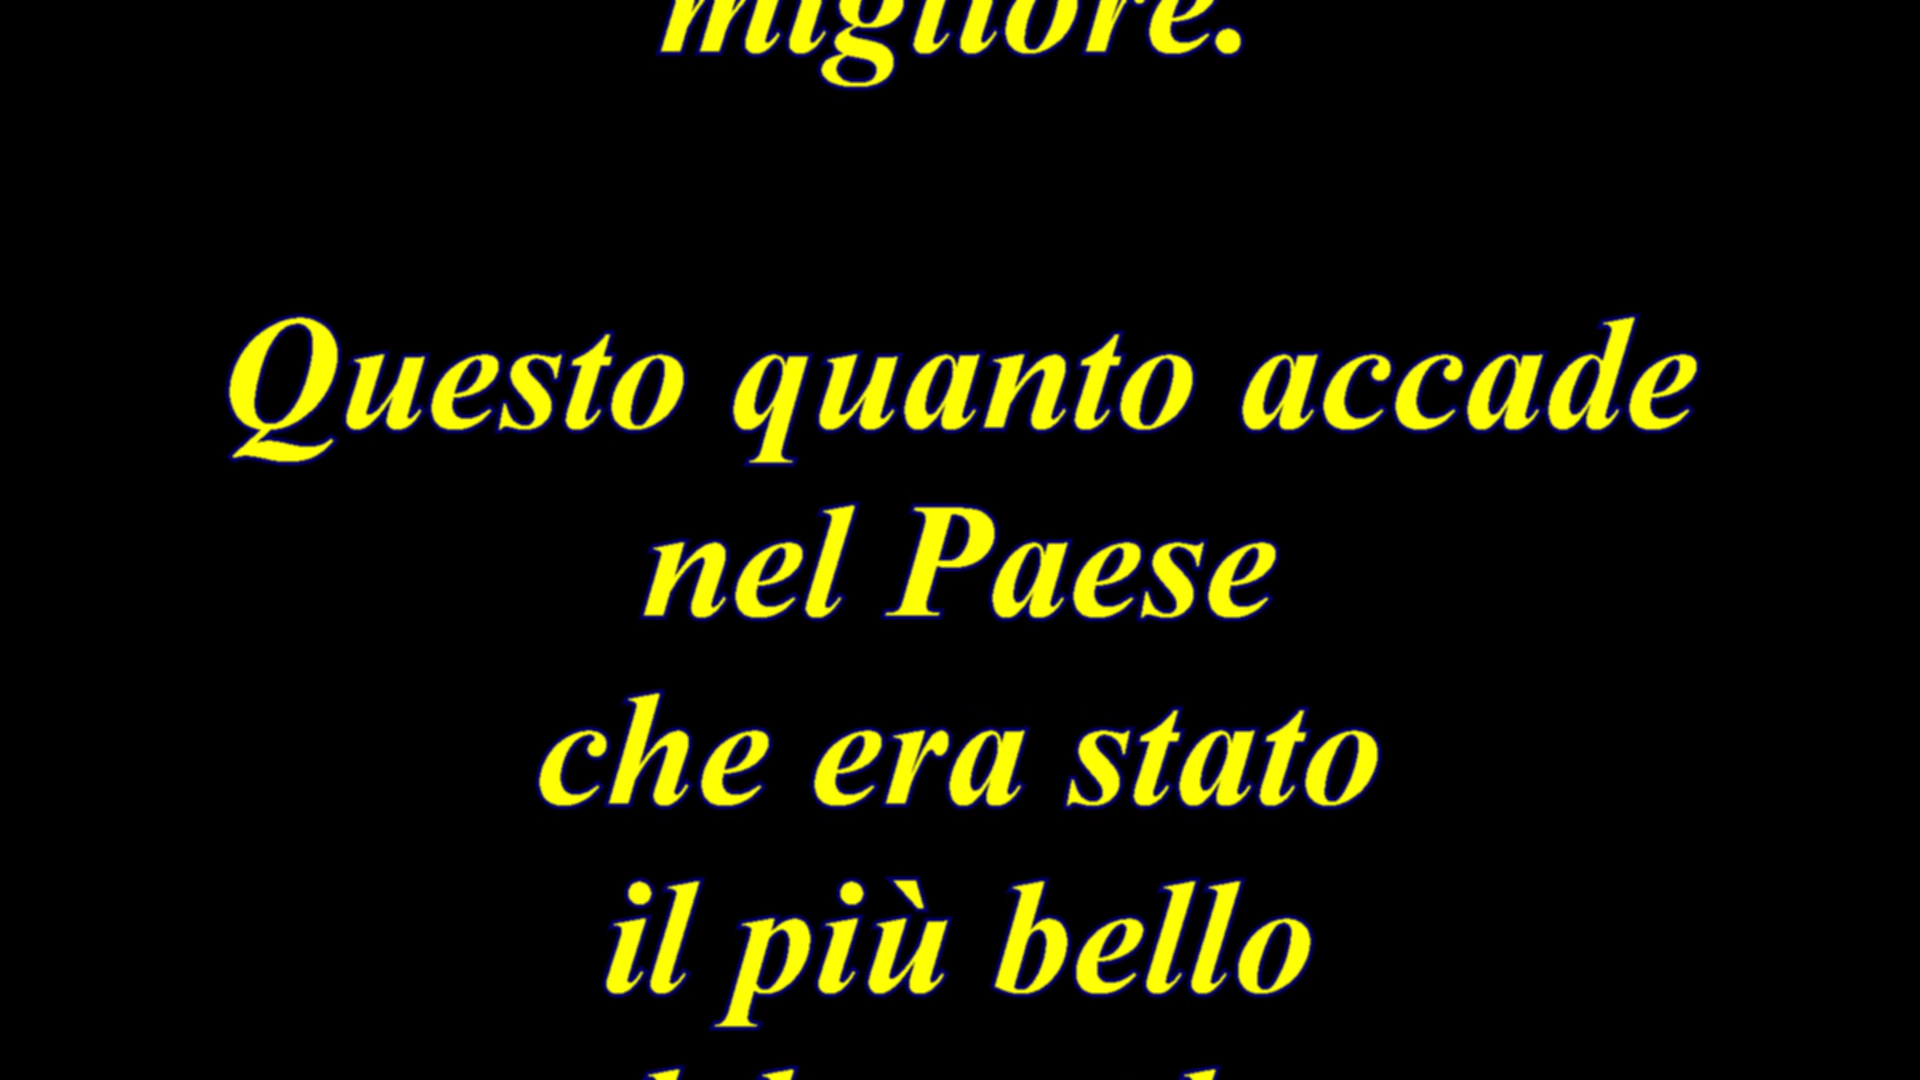 migliore.
Questo quanto accade
nel Paese
che era stato
il più bello